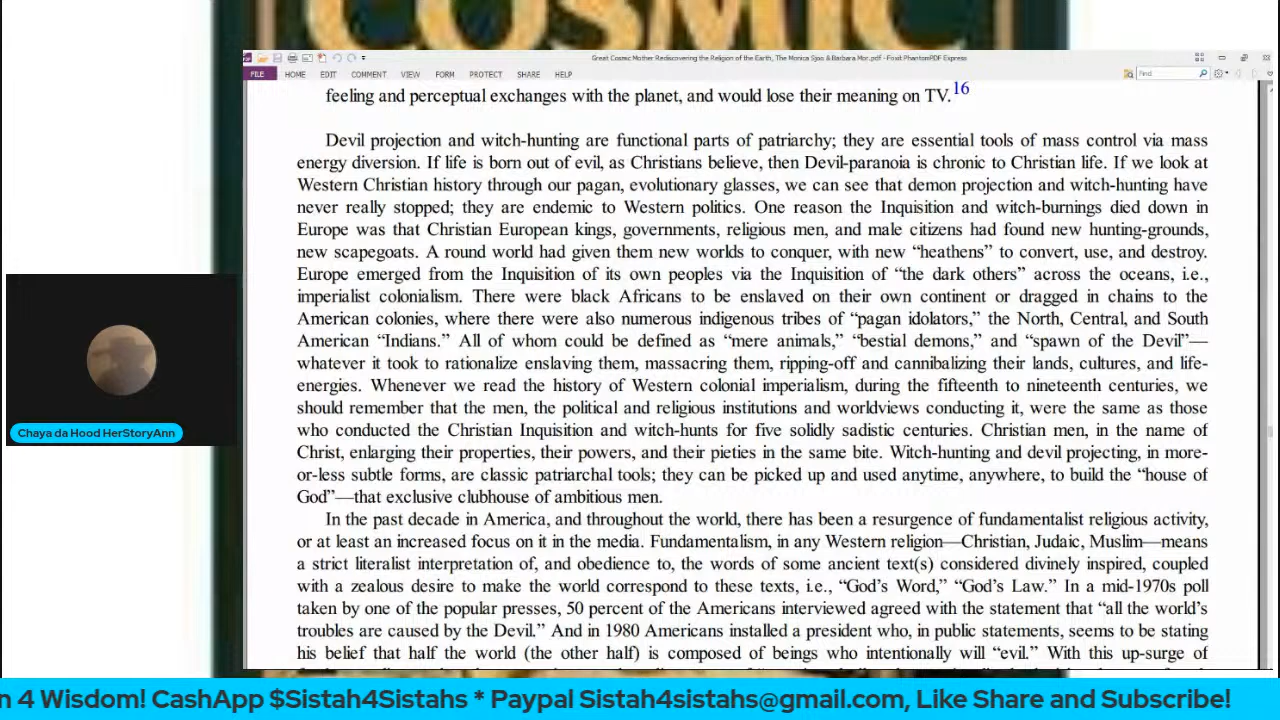 COSMIC
Great Cosmic Mother Rediscovering the Religion of the Earth, The Monica Sjoo & Barbara Mor.pdf - Foxit PhantomPDF Express
FILE HOME EDIT COMMENT VIEW FORM PROTECT SHARE HELP Find
feeling and perceptual exchanges with the planet, and would lose their meaning on TV.16
Devil projection and witch-hunting are functional parts of patriarchy; they are essential tools of mass control via mass
energy diversion. If life is born out of evil, as Christians believe, then Devil-paranoia is chronic to Christian life. If we look at
Western Christian history through our pagan, evolutionary glasses, we can see that demon projection and witch-hunting have
never really stopped; they are endemic to Western politics. One reason the Inquisition and witch-burnings died down in
Europe was that Christian European kings, governments, religious men, and male citizens had found new hunting-grounds,
new scapegoats. A round world had given them new worlds to conquer, with new “heathens” to convert, use, and destroy.
Europe emerged from the Inquisition of its own peoples via the Inquisition of “the dark others” across the oceans, i.e.,
imperialist colonialism. There were black Africans to be enslaved on their own continent or dragged in chains to the
American colonies, where there were also numerous indigenous tribes of “pagan idolators,” the North, Central, and South
American “Indians.” All of whom could be defined as “mere animals,” “bestial demons,” and “spawn of the Devil”—
whatever it took to rationalize enslaving them, massacring them, ripping-off and cannibalizing their lands, cultures, and life-
energies. Whenever we read the history of Western colonial imperialism, during the fifteenth to nineteenth centuries, we
should remember that the men, the political and religious institutions and worldviews conducting it, were the same as those
who conducted the Christian Inquisition and witch-hunts for five solidly sadistic centuries. Christian men, in the name of
Christ, enlarging their properties, their powers, and their pieties in the same bite. Witch-hunting and devil projecting, in more-
or-less subtle forms, are classic patriarchal tools; they can be picked up and used anytime, anywhere, to build the “house of
God”—that exclusive clubhouse of ambitious men.
In the past decade in America, and throughout the world, there has been a resurgence of fundamentalist religious activity,
or at least an increased focus on it in the media. Fundamentalism, in any Western religion—Christian, Judaic, Muslim—means
a strict literalist interpretation of, and obedience to, the words of some ancient text(s) considered divinely inspired, coupled
with a zealous desire to make the world correspond to these texts, i.e., “God’s Word,” “God’s Law.” In a mid-1970s poll
taken by one of the popular presses, 50 percent of the Americans interviewed agreed with the statement that “all the world’s
troubles are caused by the Devil.” And in 1980 Americans installed a president who, in public statements, seems to be stating
his belief that half the world (the other half) is composed of beings who intentionally will “evil.” With this up-surge of
Chaya da Hood HerStoryAnn
n 4 Wisdom! CashApp $Sistah4Sistahs * Paypal Sistah4sistahs@gmail.com, Like Share and Subscribe!